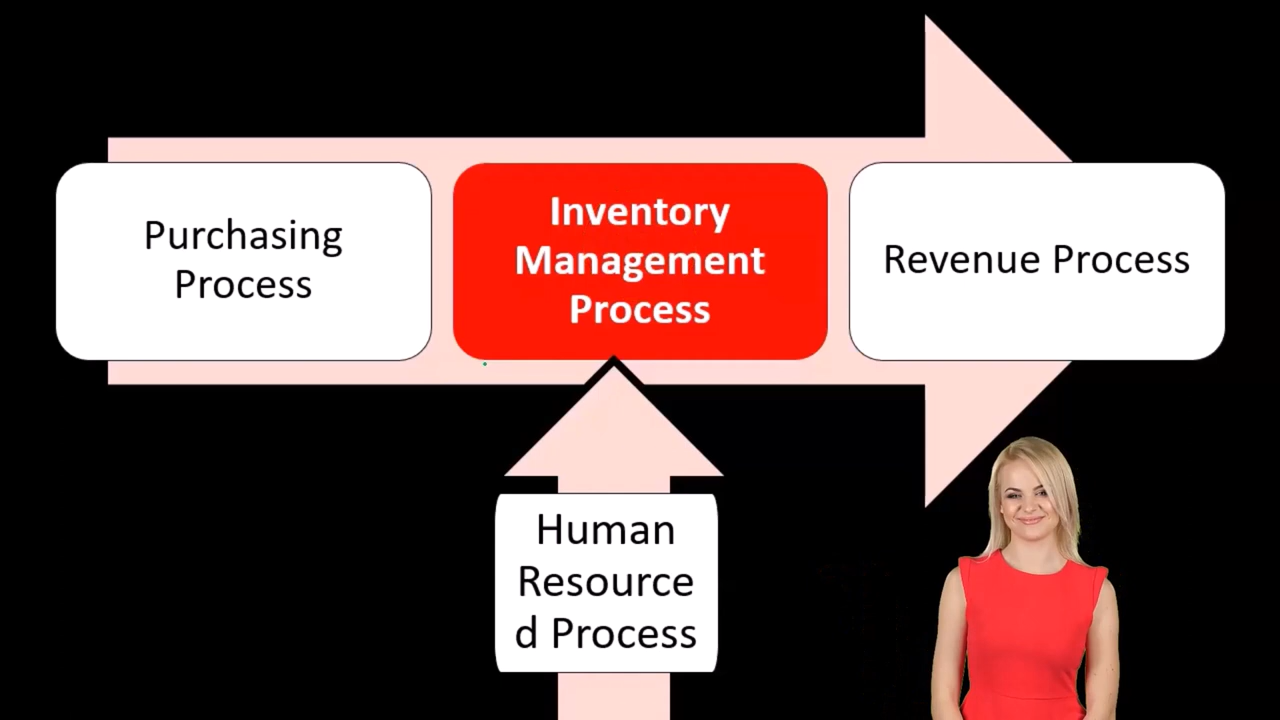 Purchasing
Process
Inventory
Management
Process
Revenue Process
Human
Resource
d Process